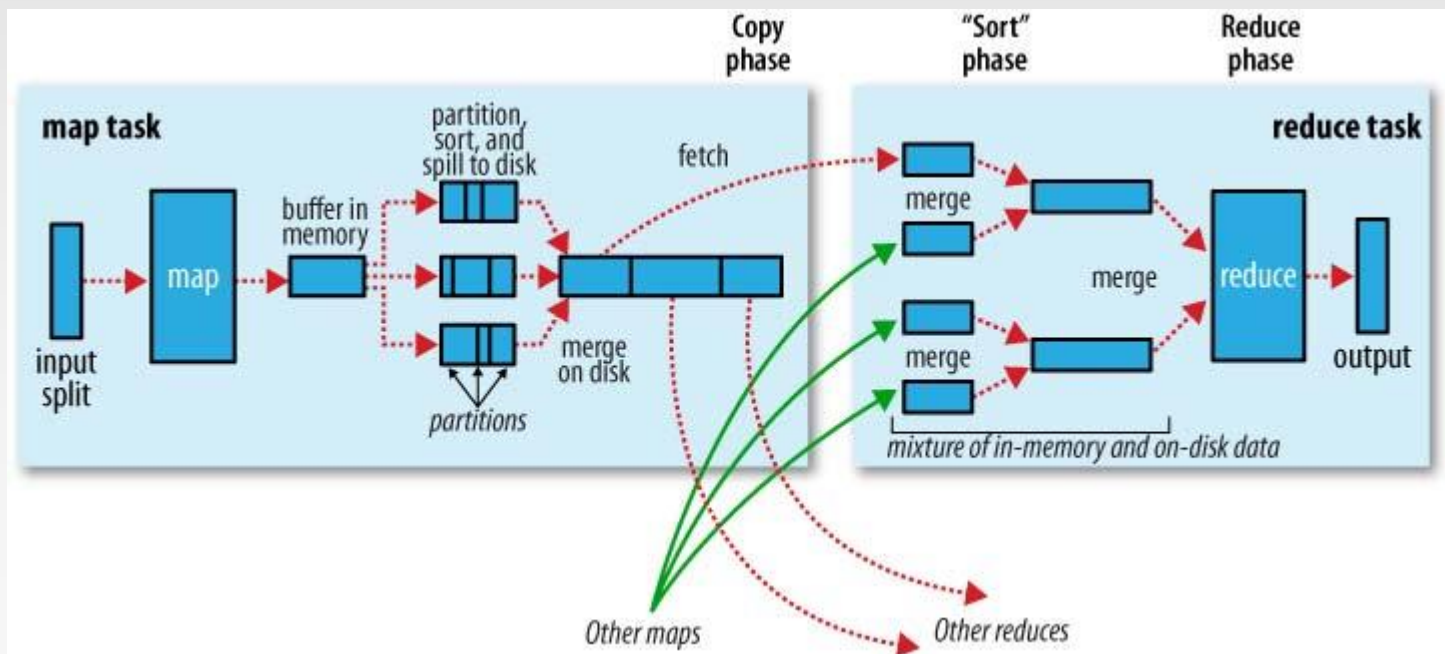 Copy
phase
“Sort”
phase
Reduce
phase
map task
partition,
sort, and
spill to disk
fetch
buffer in
memory
map
input
split
merge
on disk
partitions
reduce task
merge
merge
merge
reduce
output
mixture of in-memory and on-disk data
Other maps
Other reduces